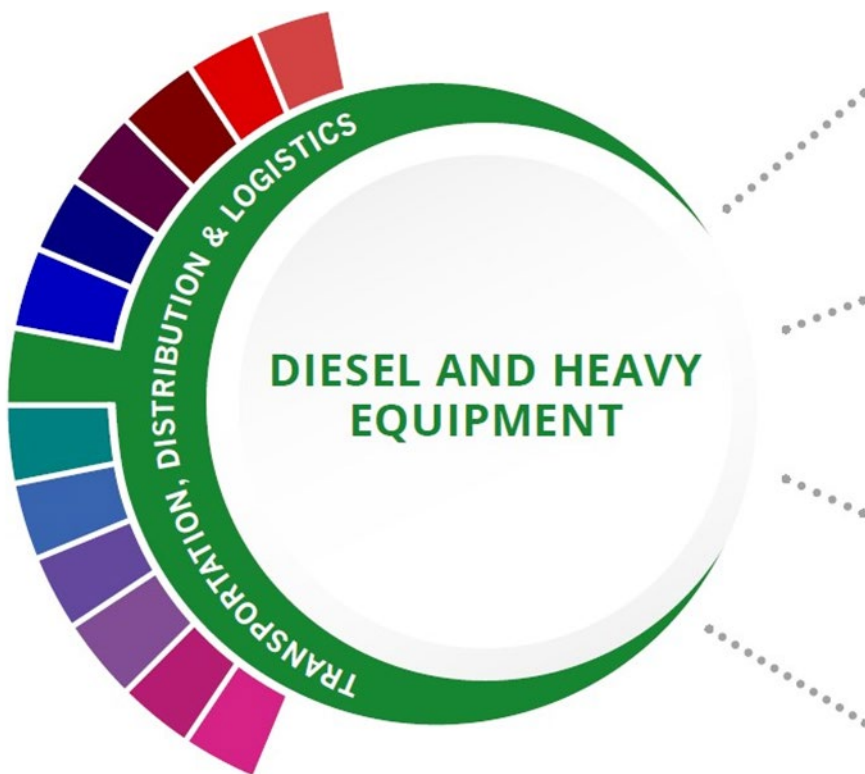 TRANSPORTATION, DISTRIBUTION & LOGISTICS
DIESEL AND HEAVY
EQUIPMENT